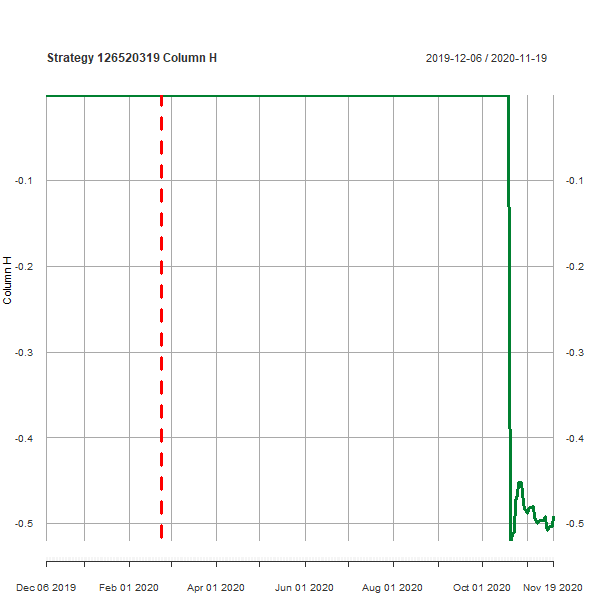 Strategy 126520319 Column H
2019-12-06 / 2020-11-19
-0.1
-0.1
-0.2
-0.2
Column H
-0.3
-0.3
-0.4
-0.4
-0.5
-0.5
Dec 06 2019
Feb 01 2020
Apr 01 2020
Jun 01 2020
Aug 01 2020
Oct 01 2020
Nov 19 2020